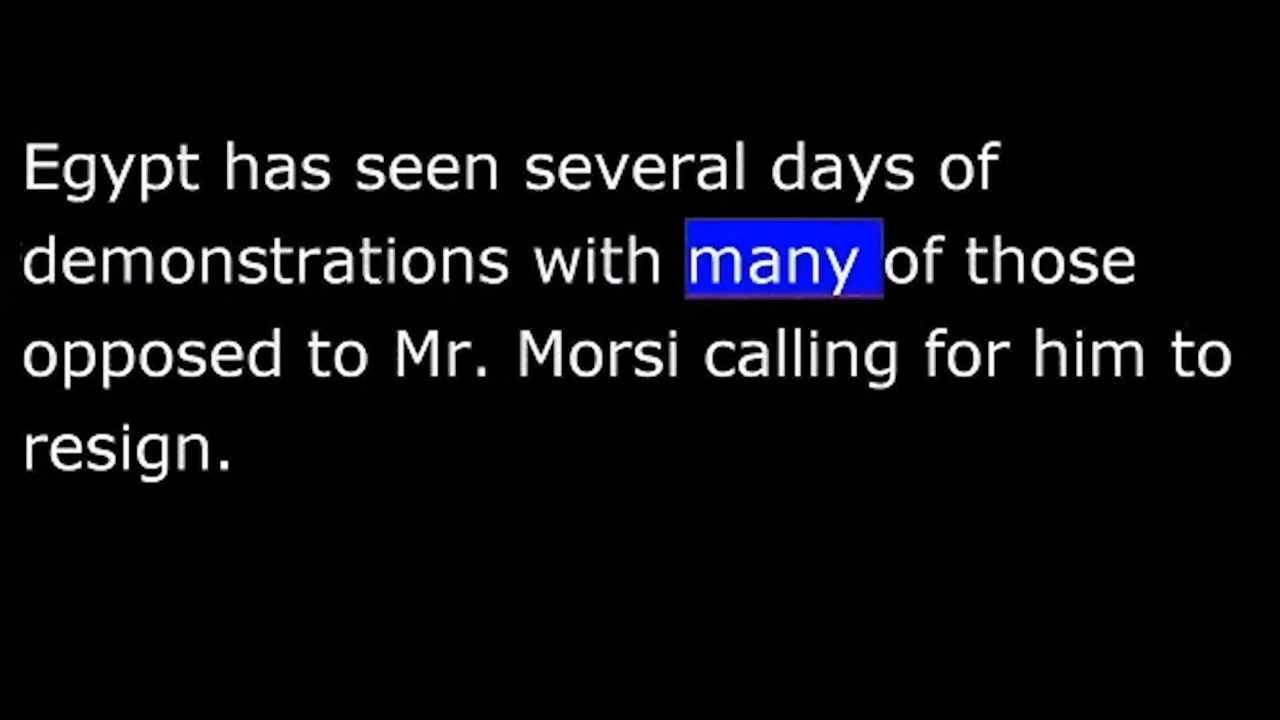 Egypt has seen several days of
demonstrations with many of those
opposed to Mr. Morsi calling for him to
resign.